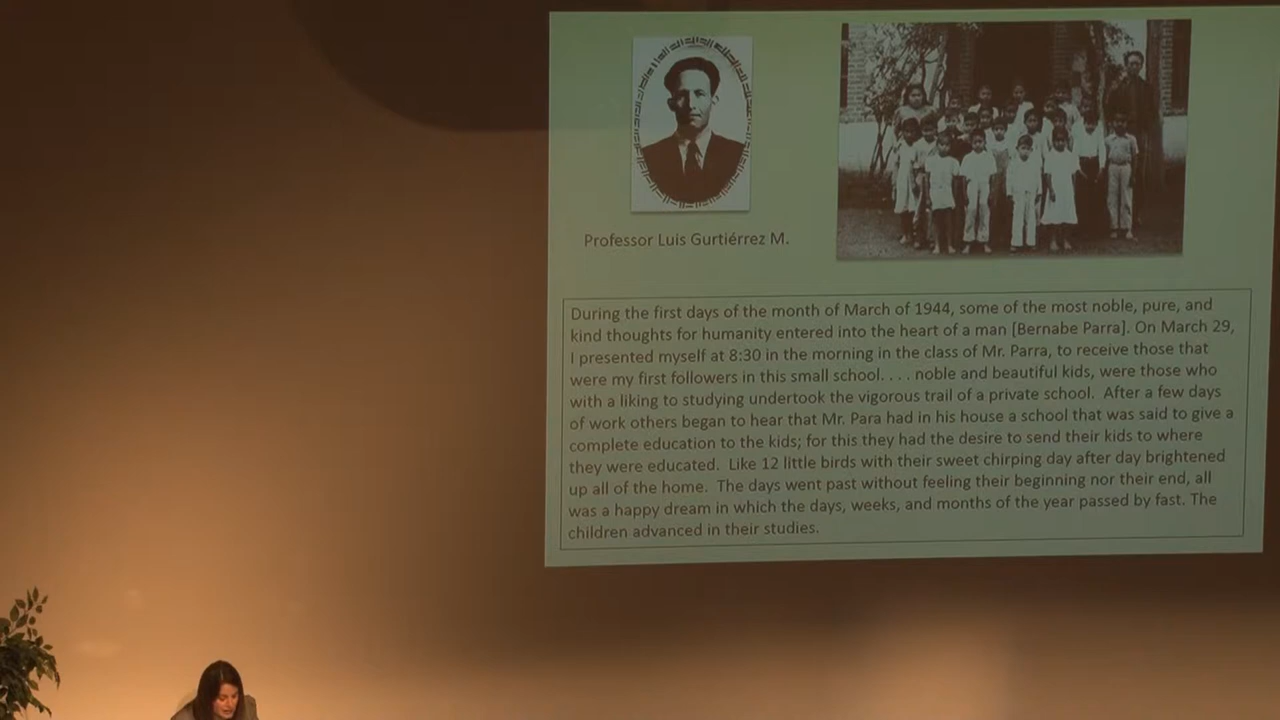 Professor Luis Gurtiérrez M.
During the first days of the month of March of 1944, some of the most noble, pure, and
kind thoughts for humanity entered into the heart of a man [Bernabe Parra]. On March 29,
I presented myself at 8:30 in the morning in the class of Mr. Parra, to receive those that
were my first followers in this small school. . . . noble and beautiful kids, were those who
with a liking to studying undertook the vigorous trail of a private school.  After a few days
of work others began to hear that Mr. Para had in his house a school that was said to give a
complete education to the kids; for this they had the desire to send their kids to where
they were educated.  Like 12 little birds with their sweet chirping day after day brightened
up all of the home.  The days went past without feeling their beginning nor their end, all
was a happy dream in which the days, weeks, and months of the year passed by fast. The
children advanced in their studies.